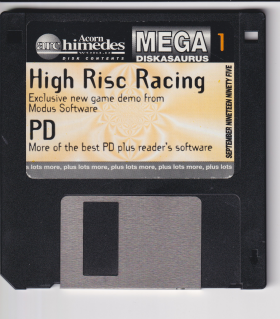 Acorn
archimedes
DISK CONTENTS
MEGA 1
DISKASAURUS
High Risc Racing
Exclusive new game demo from
Modus Software
PD
More of the best PD plus reader's software
SEPTEMBER NINETEEN NINETY FIVE
s lots more, plus lots more, plus lots more, plus lots more, plus lots